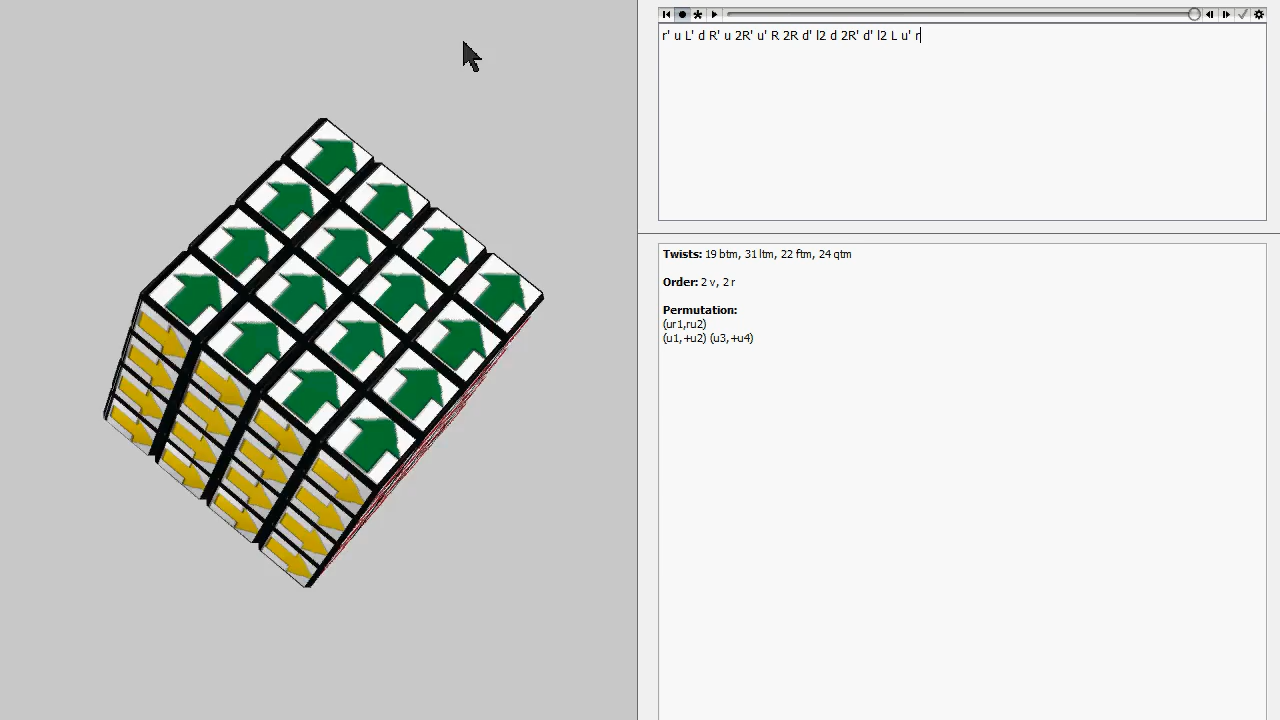 r' u L' d R' u 2R' u' R 2R d' l2 d 2R' d' l2 L u' r
Twists: 19 btm, 31 ltm, 22 ftm, 24 qtm
Order: 2 v, 2 r
Permutation:
(ur1,ru2)
(u1,+u2) (u3,+u4)